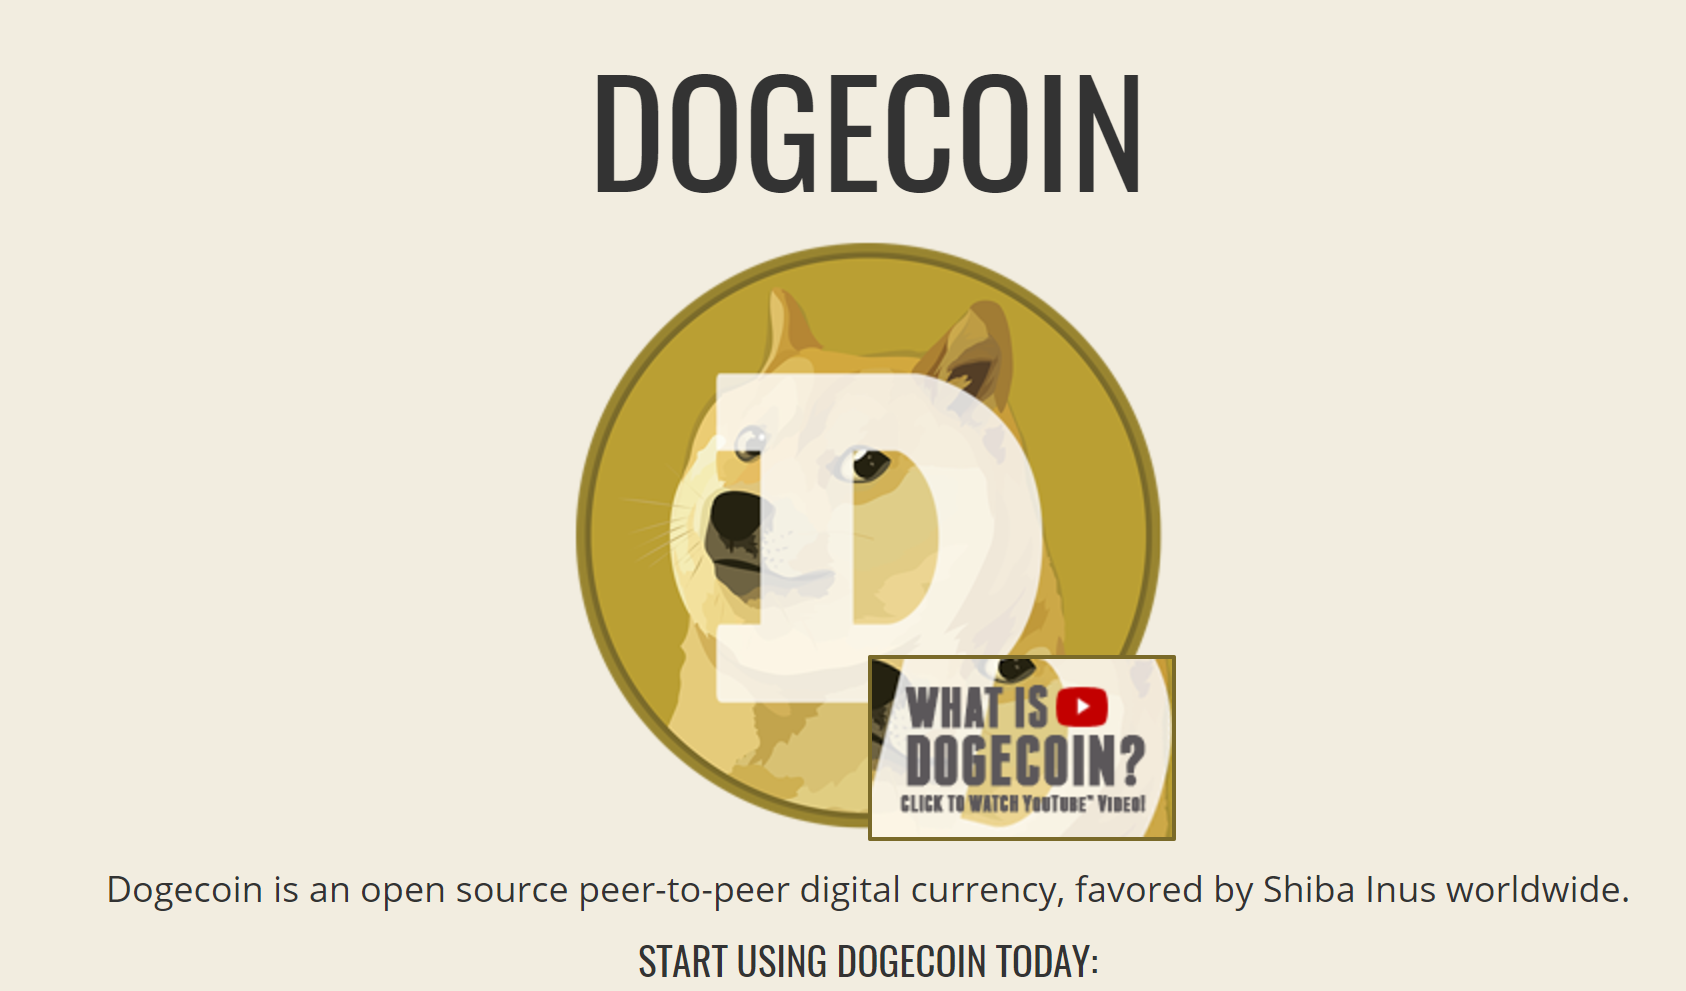 DOGECOIN
D
WHAT IS
DOGECOIN?
CLICK TO WATCH YOUTUBE™ VIDEO!
Dogecoin is an open source peer-to-peer digital currency, favored by Shiba Inus worldwide.
START USING DOGECOIN TODAY: